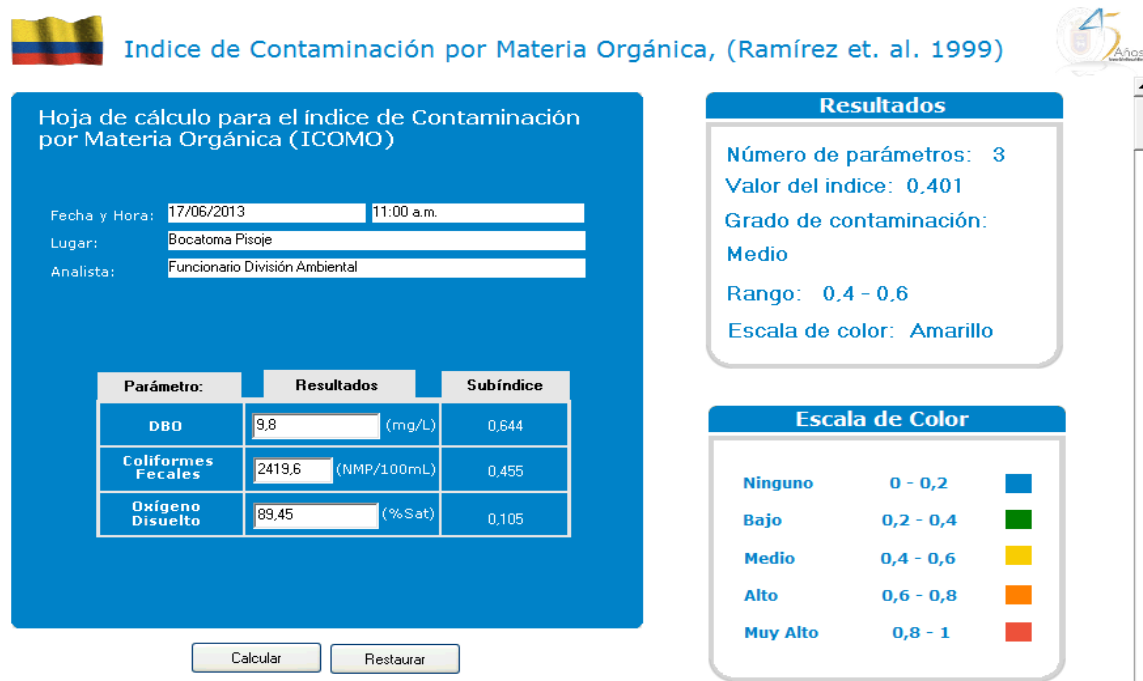 Indice de Contaminación por Materia Orgánica, (Ramírez et. al. 1999)
Años
Hoja de cálculo para el índice de Contaminación
por Materia Orgánica (ICOMO)
Fecha y Hora: 17/06/2013 11:00 a.m.
Lugar: Bocatoma Pisoje
Analista: Funcionario División Ambiental
Parámetro: Resultados Subíndice
DBO 9,8 (mg/L) 0,644
Coliformes
Fecales 2419,6 (NMP/100mL) 0,455
Oxígeno
Disuelto 89,45 (%Sat) 0,105
Calcular Restaurar
Resultados
Número de parámetros: 3
Valor del indice: 0,401
Grado de contaminación:
Medio
Rango: 0,4 - 0,6
Escala de color: Amarillo
Escala de Color
Ninguno 0 - 0,2
Bajo 0,2 - 0,4
Medio 0,4 - 0,6
Alto 0,6 - 0,8
Muy Alto 0,8 - 1